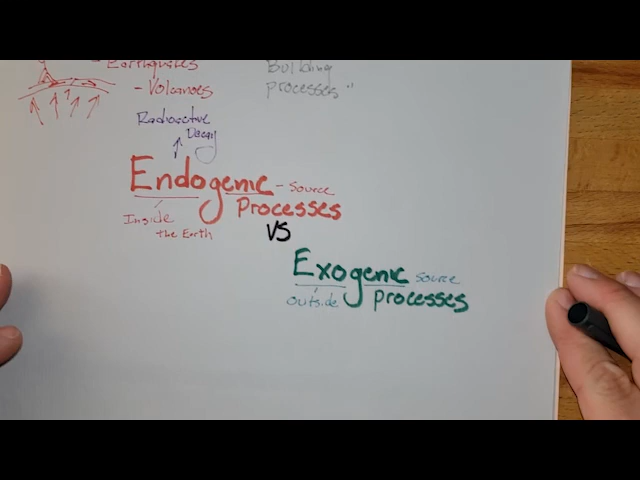 - Earthquakes
- Volcanoes
Building
processes"
Radioactive
Decay
Endogenic - source
Processes
Inside
the Earth
VS
Exogenic source
outside processes